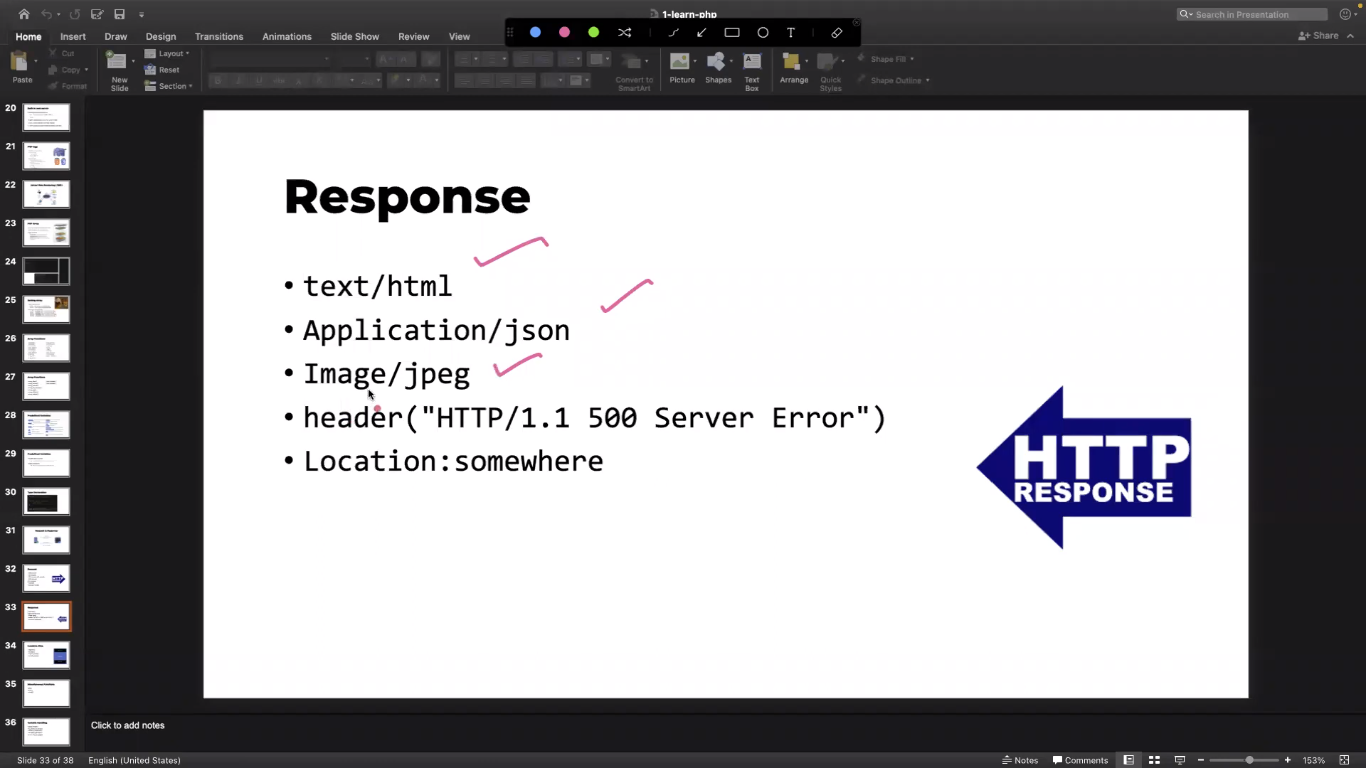 1-learn-php
Search in Presentation
Home Insert Draw Design Transitions Animations Slide Show Review View
Share
Paste
Cut
Copy
Format
New
Slide
Layout
Reset
Section
Convert to
SmartArt
Picture
Shapes
Text
Box
Arrange
Quick
Styles
Shape Fill
Shape Outline
20
21
22
23
24
25
26
27
28
29
30
31
32
33
34
35
36
Response
• text/html
• Application/json
• Image/jpeg
• header("HTTP/1.1 500 Server Error")
• Location:somewhere
HTTP
RESPONSE
Click to add notes
Slide 33 of 38 English (United States) Notes Comments 153%